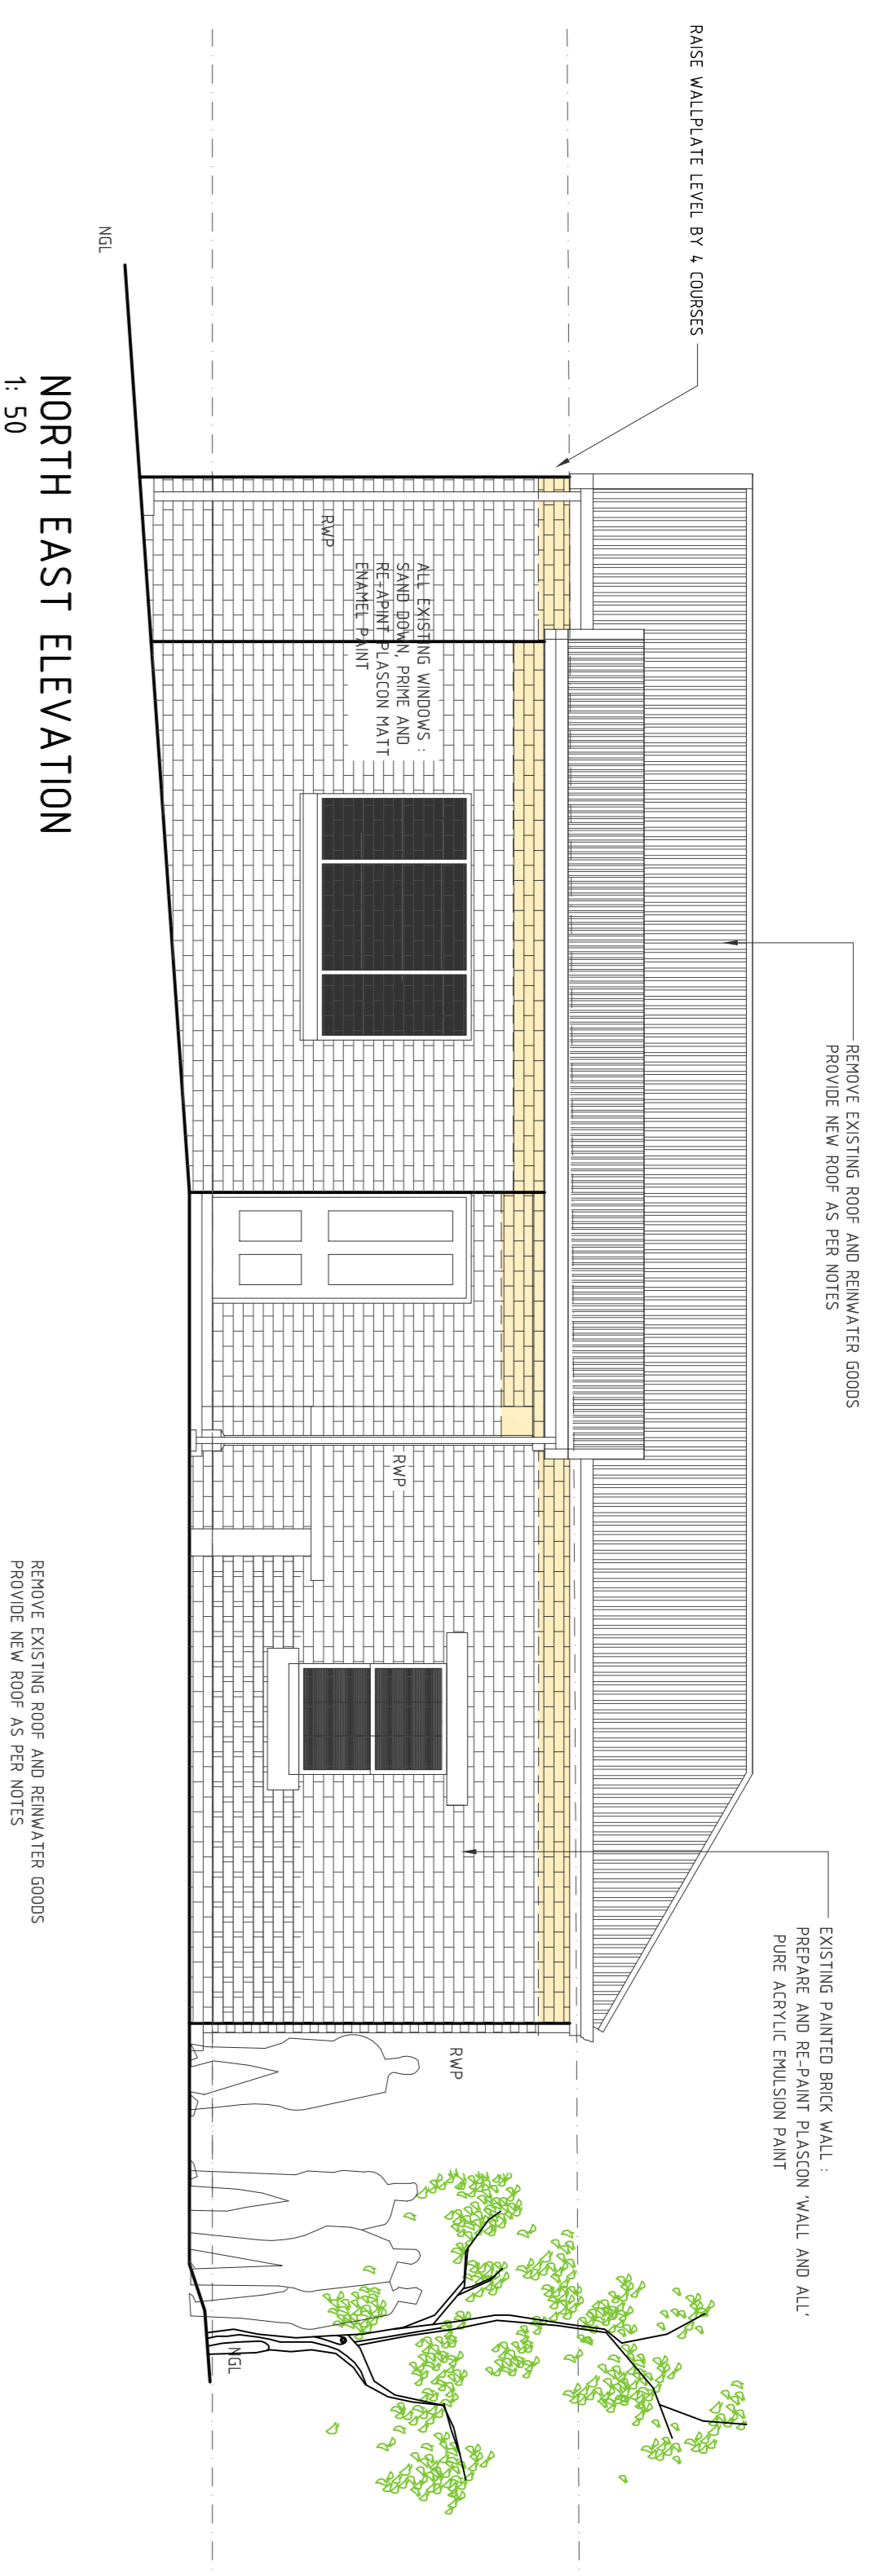 RAISE WALLPLATE LEVEL BY 4 COURSES
REMOVE EXISTING ROOF AND REINWATER GOODS
PROVIDE NEW ROOF AS PER NOTES
EXISTING PAINTED BRICK WALL :
PREPARE AND RE-PAINT PLASCON 'WALL AND ALL'
PURE ACRYLIC EMULSION PAINT
ALL EXISTING WINDOWS :
SAND DOWN, PRIME AND
RE-APINT PLASCON MATT
ENAMEL PAINT
RWP
RWP
RWP
NGL
NGL
NORTH EAST ELEVATION
1: 50
REMOVE EXISTING ROOF AND REINWATER GOODS
PROVIDE NEW ROOF AS PER NOTES